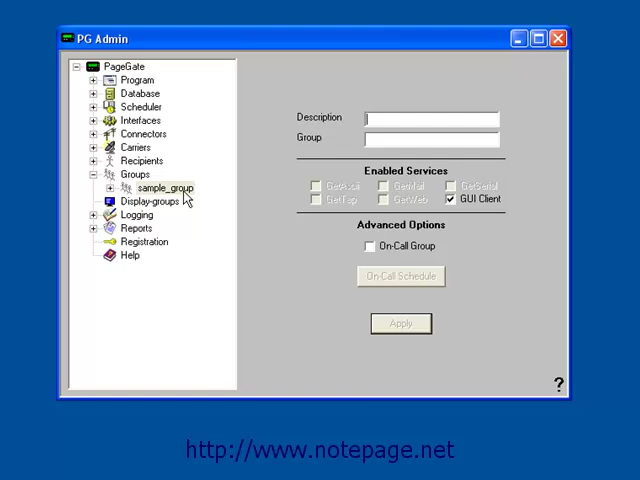 PG Admin
PageGate
Program
Database
Scheduler
Interfaces
Connectors
Carriers
Recipients
Groups
sample_group
Display-groups
Logging
Reports
Registration
Help
Description
Group
Enabled Services
GetAscii GetMail GetSerial
GetTap GetWeb GUI Client
Advanced Options
On-Call Group
On-Call Schedule
Apply
?
http://www.notepage.net